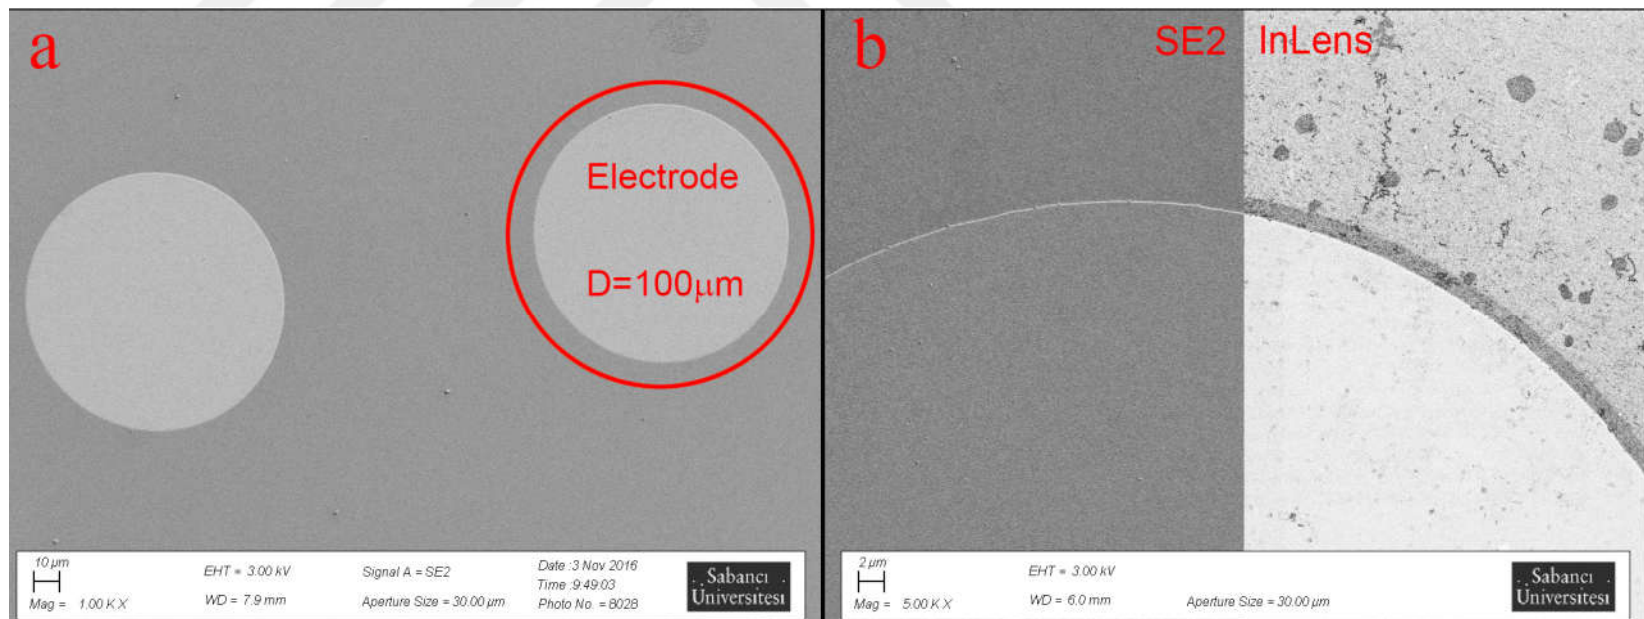 a
Electrode
D=100μm
10 μm
Mag = 1.00 K X
EHT = 3.00 kV
WD = 7.9 mm
Signal A = SE2
Aperture Size = 30.00 μm
Date :3 Nov 2016
Time :9:49:03
Photo No. = 8028
Sabancı
Üniversitesi
b
SE2 InLens
2 μm
Mag = 5.00 K X
EHT = 3.00 kV
WD = 6.0 mm
Aperture Size = 30.00 μm
Sabancı
Üniversitesi